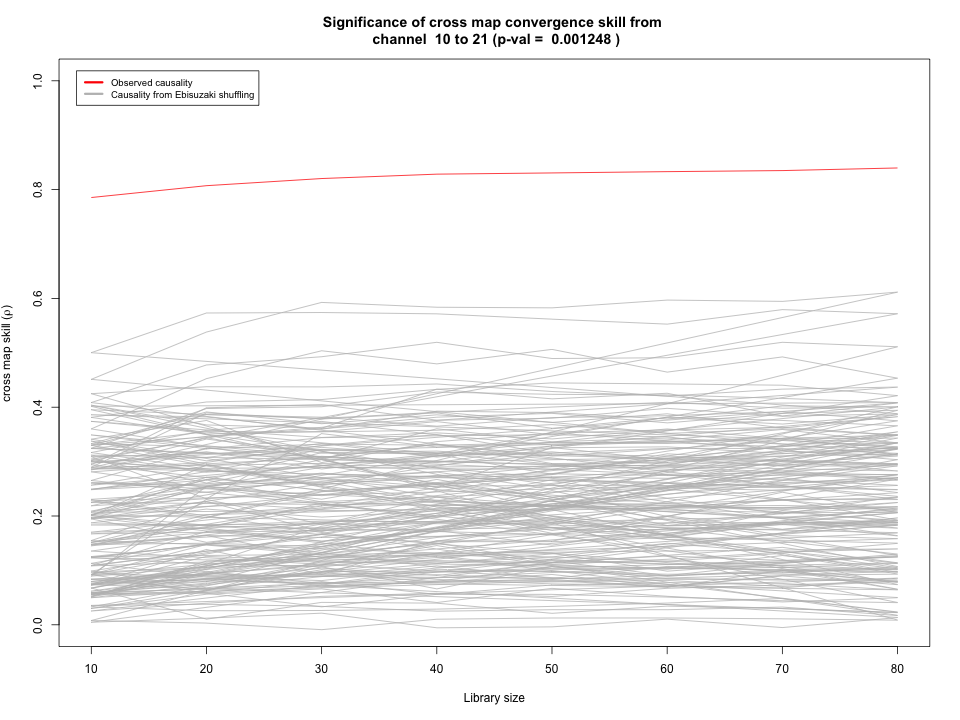 Significance of cross map convergence skill from
channel 10 to 21 (p-val = 0.001248 )
Observed causality
Causality from Ebisuzaki shuffling
cross map skill (ρ)
1.0
0.8
0.6
0.4
0.2
0.0
10 20 30 40 50 60 70 80
Library size